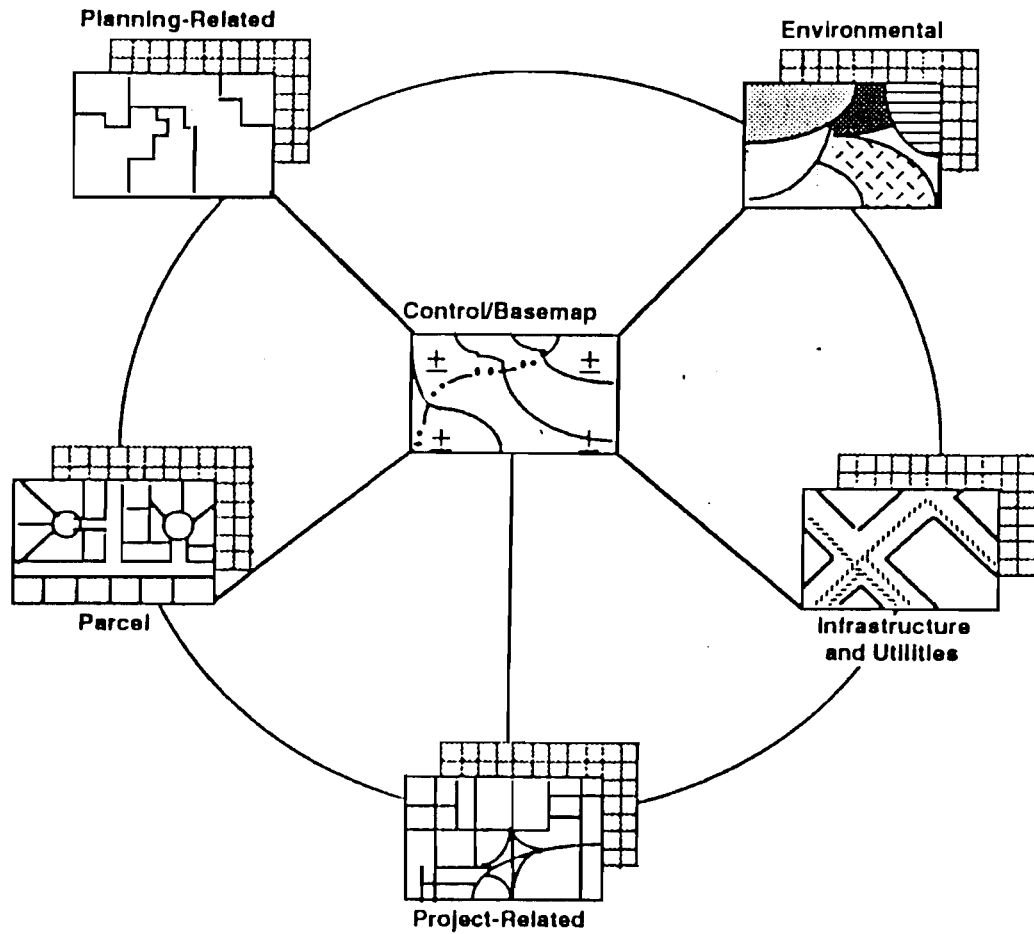 Planning-Related
Environmental
Control/Basemap
Parcel
Infrastructure
and Utilities
Project-Related